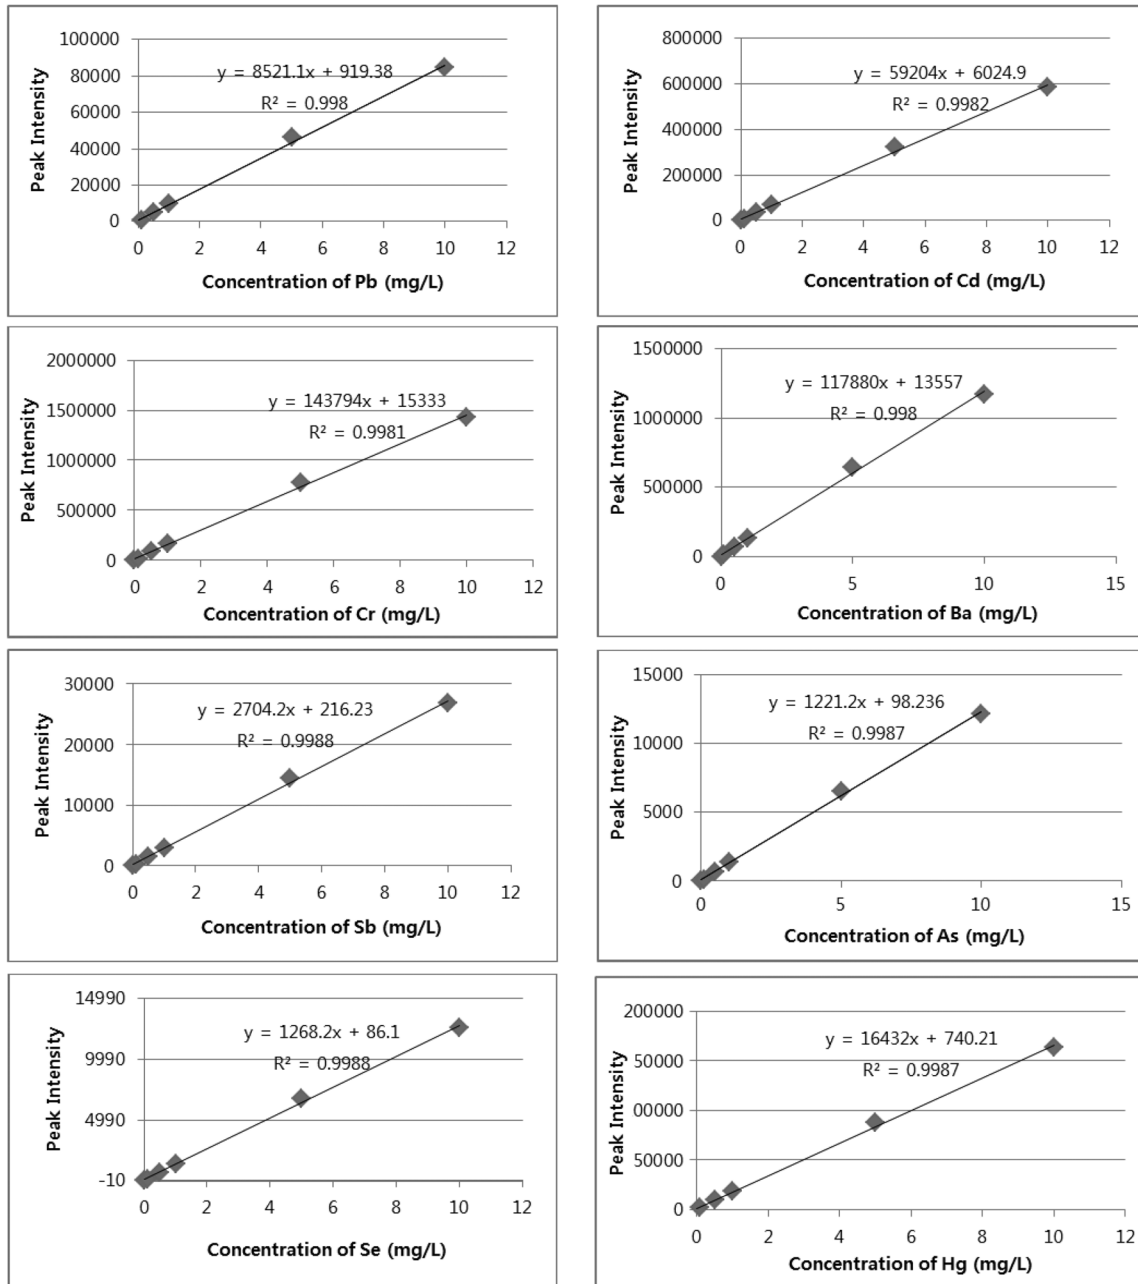 100000
80000
60000
40000
20000
0
Peak Intensity
y = 8521.1x + 919.38
R² = 0.998
0 2 4 6 8 10 12
Concentration of Pb (mg/L)
800000
600000
400000
200000
0
Peak Intensity
y = 59204x + 6024.9
R² = 0.9982
0 2 4 6 8 10 12
Concentration of Cd (mg/L)
2000000
1500000
1000000
500000
0
Peak Intensity
y = 143794x + 15333
R² = 0.9981
0 2 4 6 8 10 12
Concentration of Cr (mg/L)
1500000
1000000
500000
0
Peak Intensity
y = 117880x + 13557
R² = 0.998
0 5 10 15
Concentration of Ba (mg/L)
30000
20000
10000
0
Peak Intensity
y = 2704.2x + 216.23
R² = 0.9988
0 2 4 6 8 10 12
Concentration of Sb (mg/L)
15000
10000
5000
0
Peak Intensity
y = 1221.2x + 98.236
R² = 0.9987
0 5 10 15
Concentration of As (mg/L)
14990
9990
4990
-10
Peak Intensity
y = 1268.2x + 86.1
R² = 0.9988
0 2 4 6 8 10 12
Concentration of Se (mg/L)
200000
50000
00000
50000
0
Peak Intensity
y = 16432x + 740.21
R² = 0.9987
0 2 4 6 8 10 12
Concentration of Hg (mg/L)